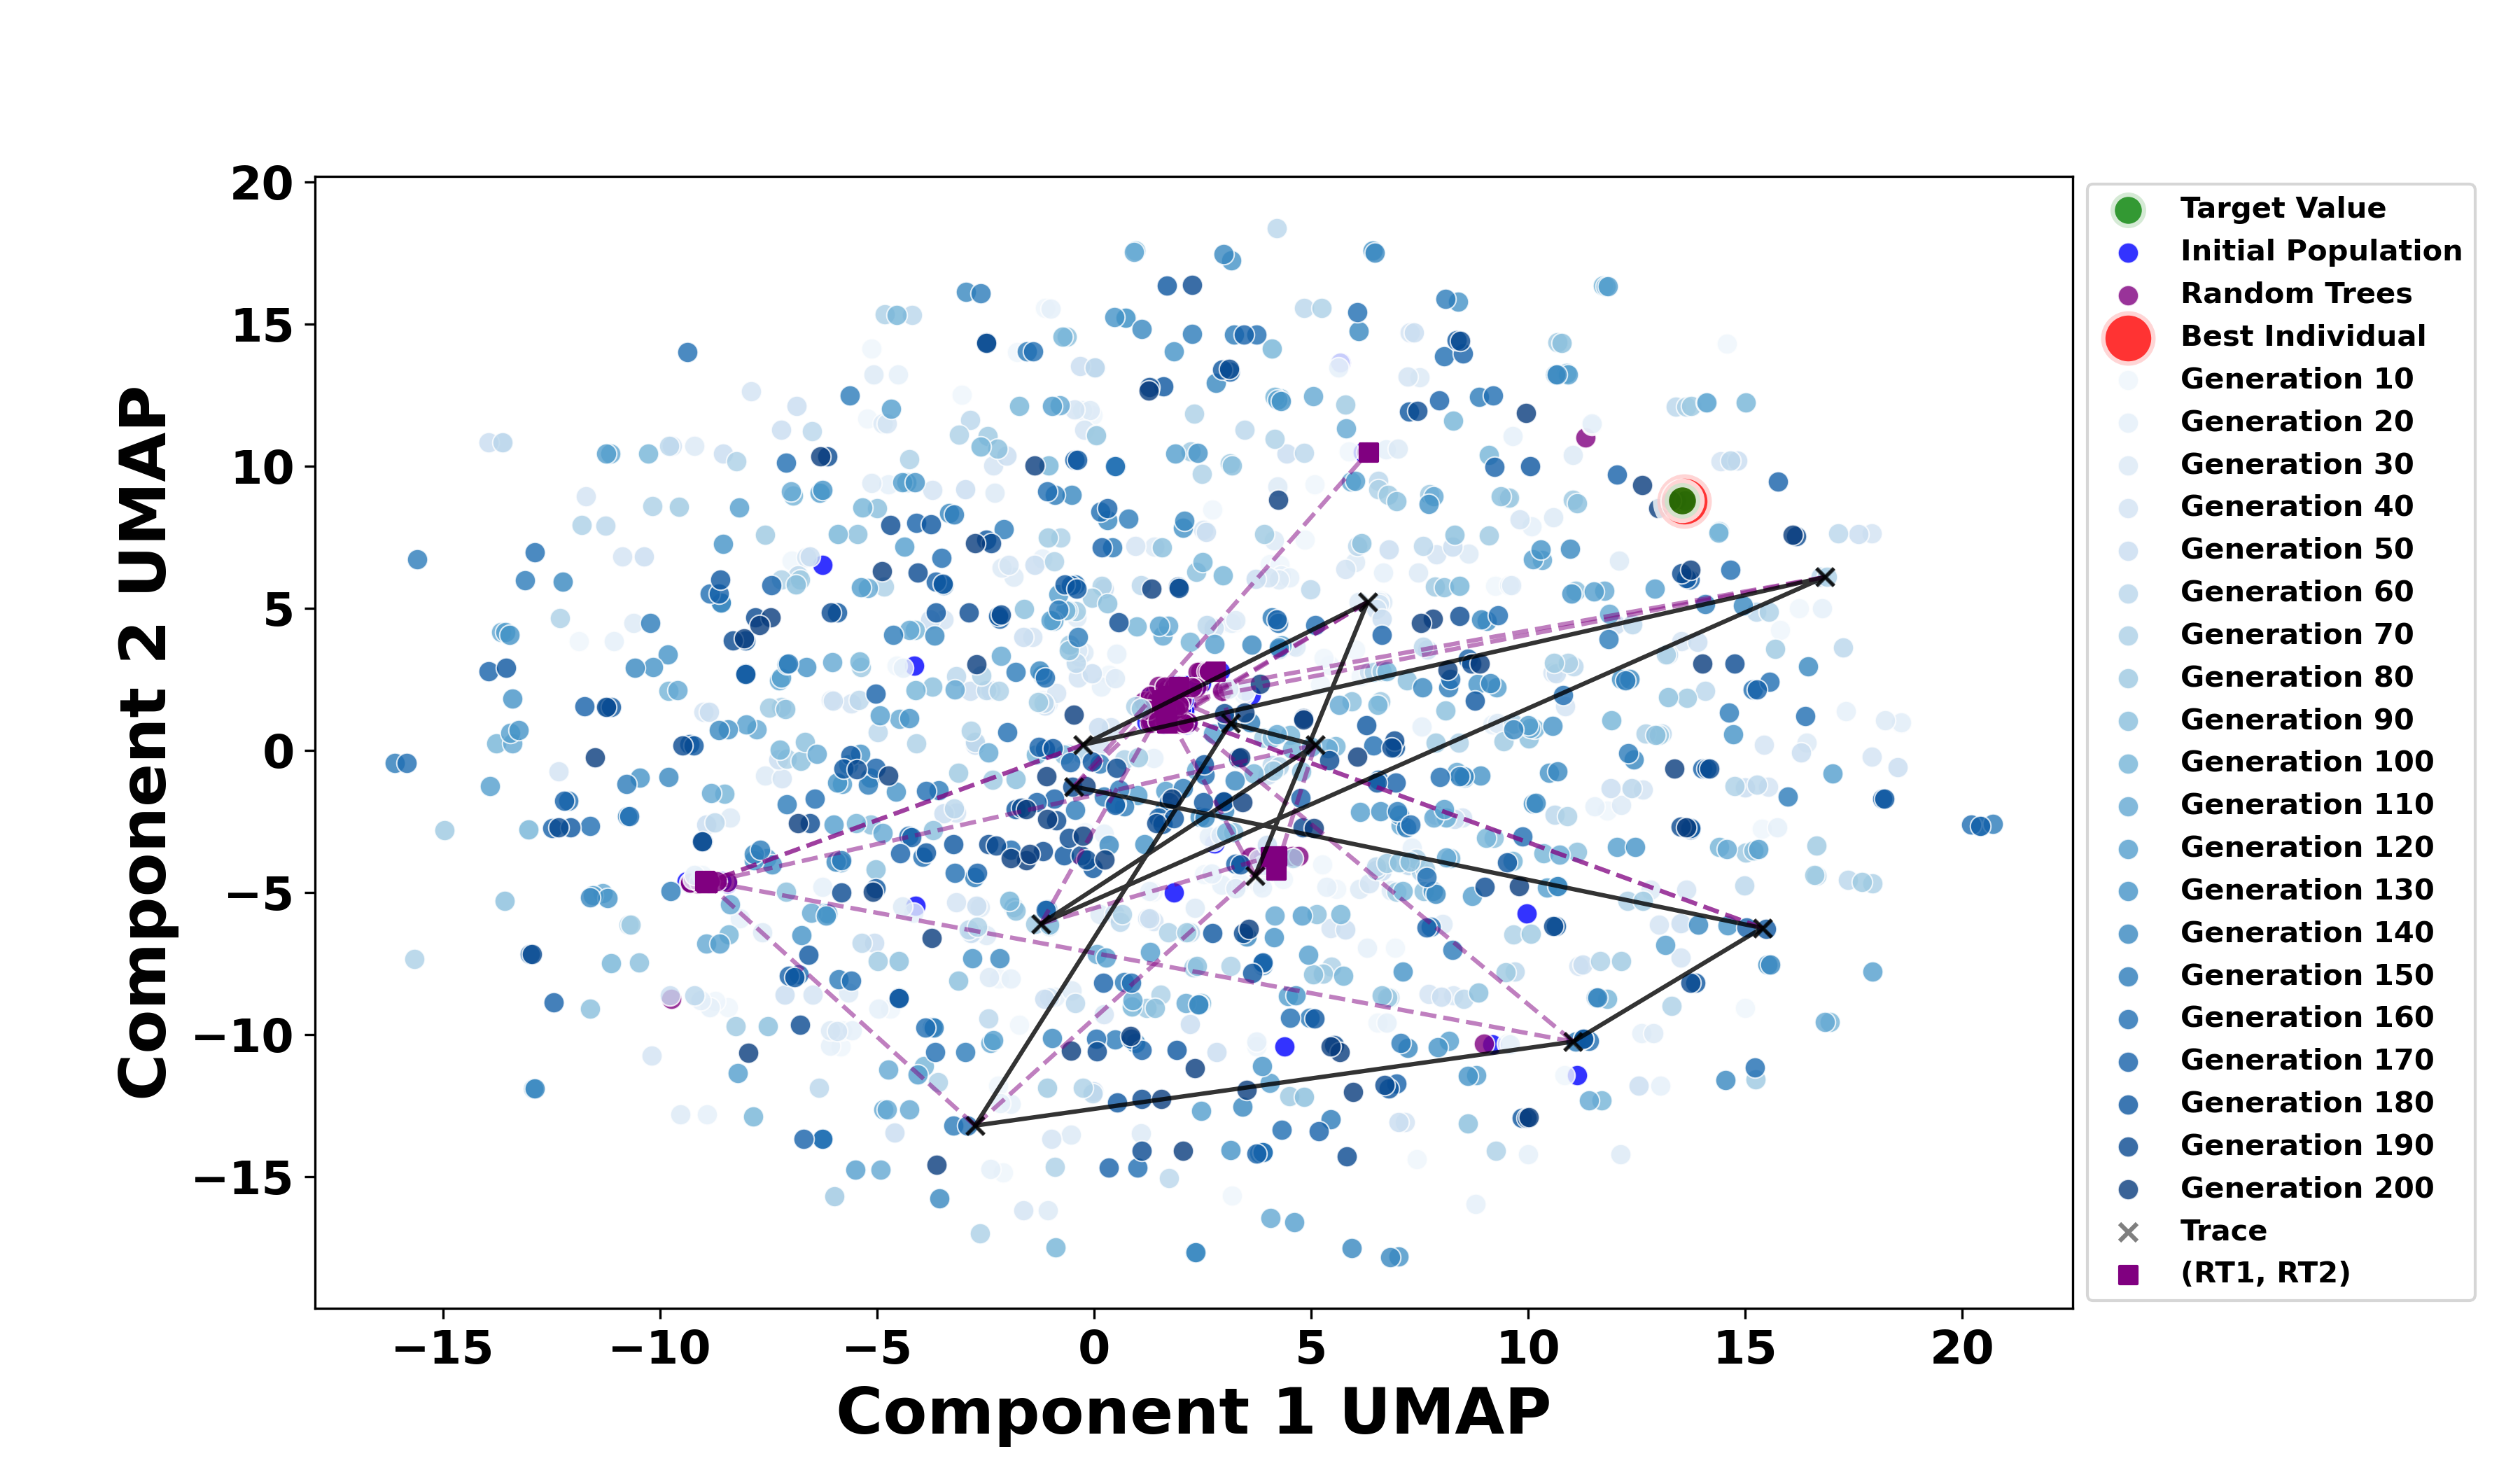 20
15
10
5
0
−5
−10
−15
−15
−10
−5
0
5
10
15
20
Component 1 UMAP
Component 2 UMAP
Target Value
Initial Population
Random Trees
Best Individual
Generation 10
Generation 20
Generation 30
Generation 40
Generation 50
Generation 60
Generation 70
Generation 80
Generation 90
Generation 100
Generation 110
Generation 120
Generation 130
Generation 140
Generation 150
Generation 160
Generation 170
Generation 180
Generation 190
Generation 200
Trace
(RT1, RT2)